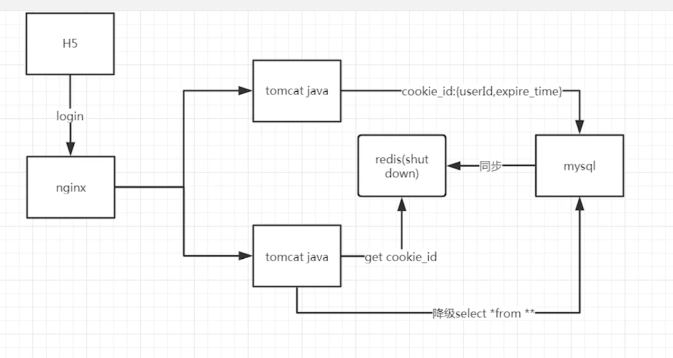 H5
login
nginx
tomcat java
cookie_id:{userId,expire_time}
redis(shut
down)
同步
mysql
tomcat java
get cookie_id
降级select *from **